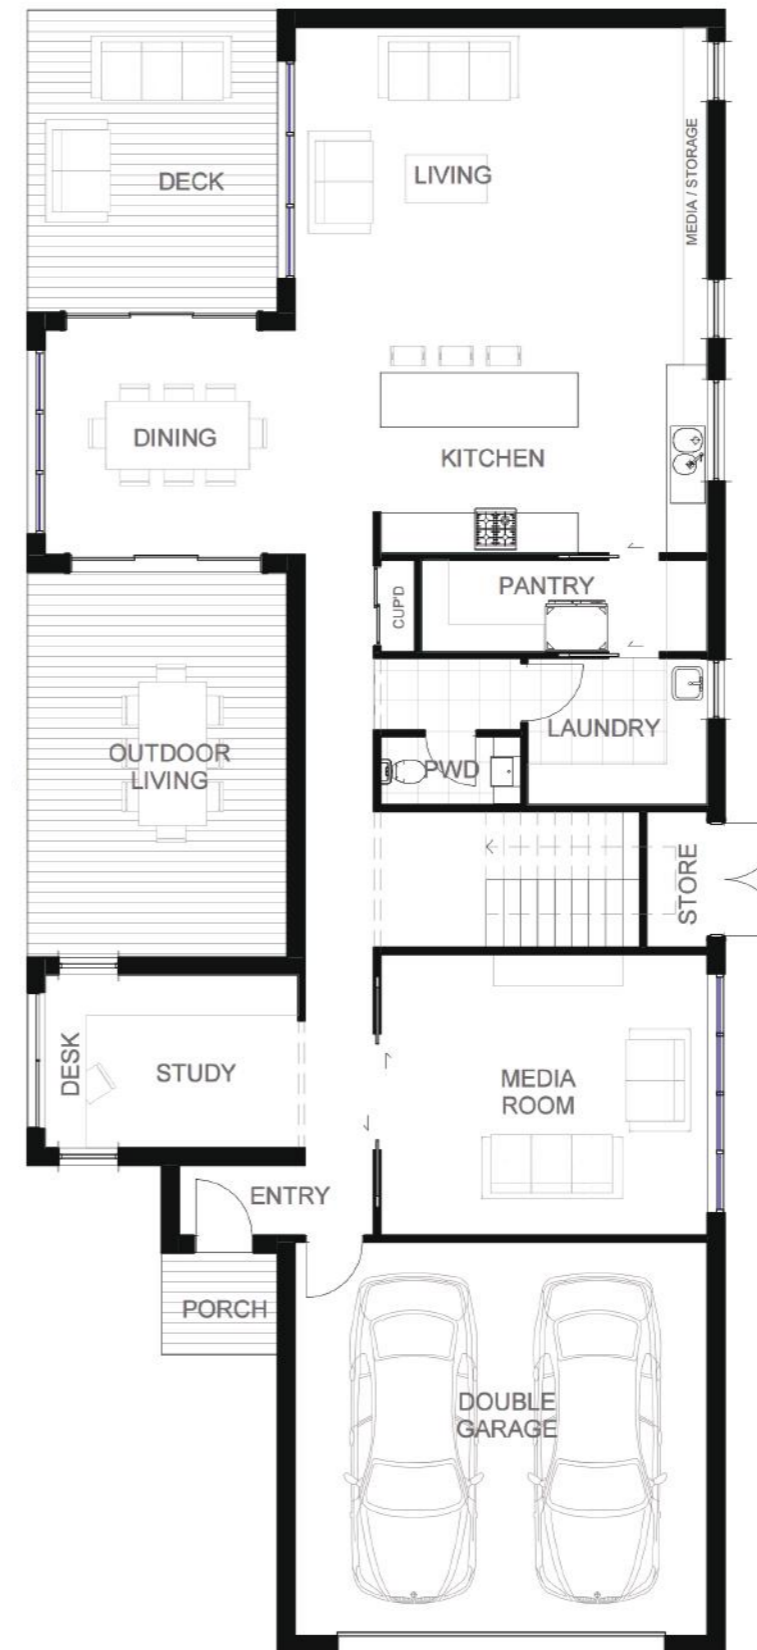 DECK
LIVING
MEDIA / STORAGE
DINING
KITCHEN
PANTRY
CUP'D
LAUNDRY
PWD
OUTDOOR
LIVING
STORE
DESK
STUDY
MEDIA
ROOM
ENTRY
PORCH
DOUBLE
GARAGE